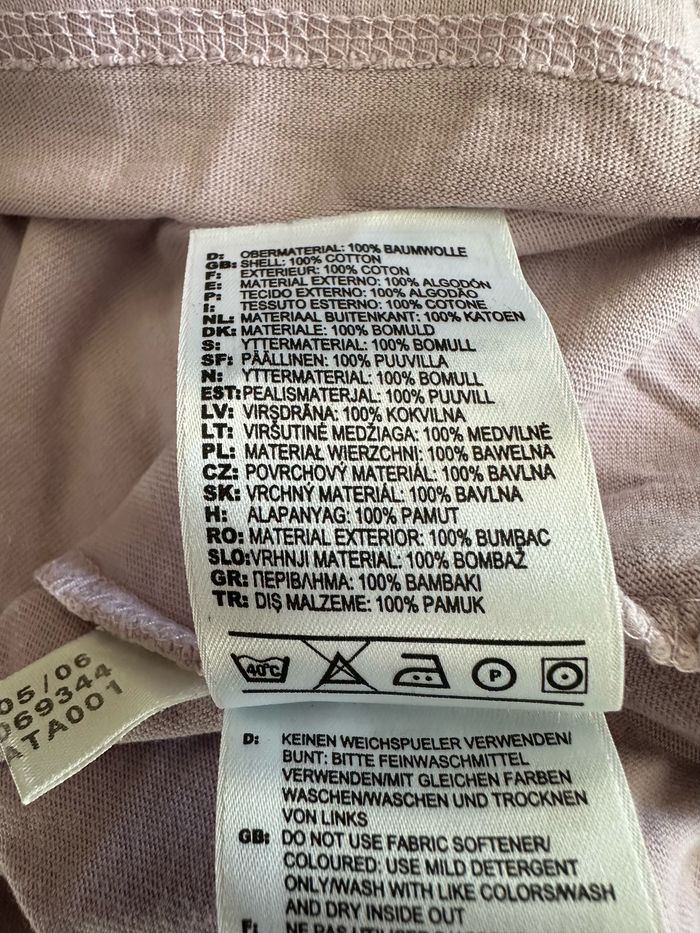 D: OBERMATERIAL: 100% BAUMWOLLE
GB: SHELL: 100% COTTON
F: EXTERIEUR: 100% COTON
E: MATERIAL EXTERNO: 100% ALGODÓN
P: TECIDO EXTERNO: 100% ALGODÃO
I: TESSUTO ESTERNO: 100% COTONE
NL: MATERIAAL BUITENKANT: 100% KATOEN
DK: MATERIALE: 100% BOMULD
S: YTTERMATERIAL: 100% BOMULL
SF: PÄÄLLINEN: 100% PUUVILLA
N: YTTERMATERIAL: 100% BOMULL
EST: PEALISMATERJAL: 100% PUUVILL
LV: VIRSDRĀNA: 100% KOKVILNA
LT: VIRŠUTINĖ MEDŽIAGA: 100% MEDVILNĖ
PL: MATERIAŁ WIERZCHNI: 100% BAWEŁNA
CZ: POVRCHOVÝ MATERIÁL: 100% BAVLNA
SK: VRCHNÝ MATERIÁL: 100% BAVLNA
H: ALAPANYAG: 100% PAMUT
RO: MATERIAL EXTERIOR: 100% BUMBAC
SLO: VRHNJI MATERIAL: 100% BOMBAŽ
GR: ΠΕΡΙΒΛΗΜΑ: 100% ΒΑΜΒΑΚΙ
TR: DIŞ MALZEME: 100% PAMUK
40°C P
05/06
069344
ATA001
D: KEINEN WEICHSPUELER VERWENDEN/
BUNT: BITTE FEINWASCHMITTEL
VERWENDEN/MIT GLEICHEN FARBEN
WASCHEN/WASCHEN UND TROCKNEN
VON LINKS
GB: DO NOT USE FABRIC SOFTENER/
COLOURED: USE MILD DETERGENT
ONLY/WASH WITH LIKE COLORS/WASH
AND DRY INSIDE OUT
F: NE PAS UTILISER